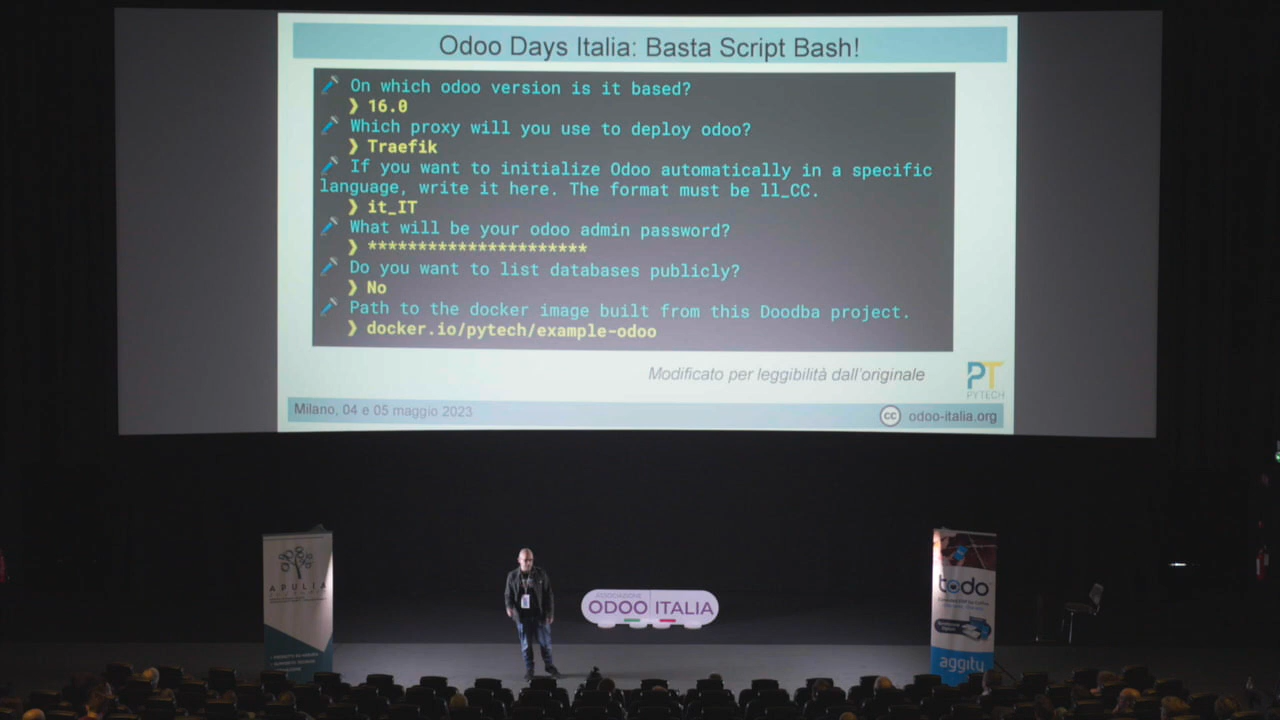 Odoo Days Italia: Basta Script Bash!
On which odoo version is it based?
❯ 16.0
Which proxy will you use to deploy odoo?
❯ Traefik
If you want to initialize Odoo automatically in a specific
language, write it here. The format must be ll_CC.
❯ it_IT
What will be your odoo admin password?
❯ **********************
Do you want to list databases publicly?
❯ No
Path to the docker image built from this Doodba project.
❯ docker.io/pytech/example-odoo
Modificato per leggibilità dall'originale
PT
PYTECH
Milano, 04 e 05 maggio 2023
cc odoo-italia.org
APULIA
ASSOCIAZIONE
ODOO ITALIA
todo
aggity